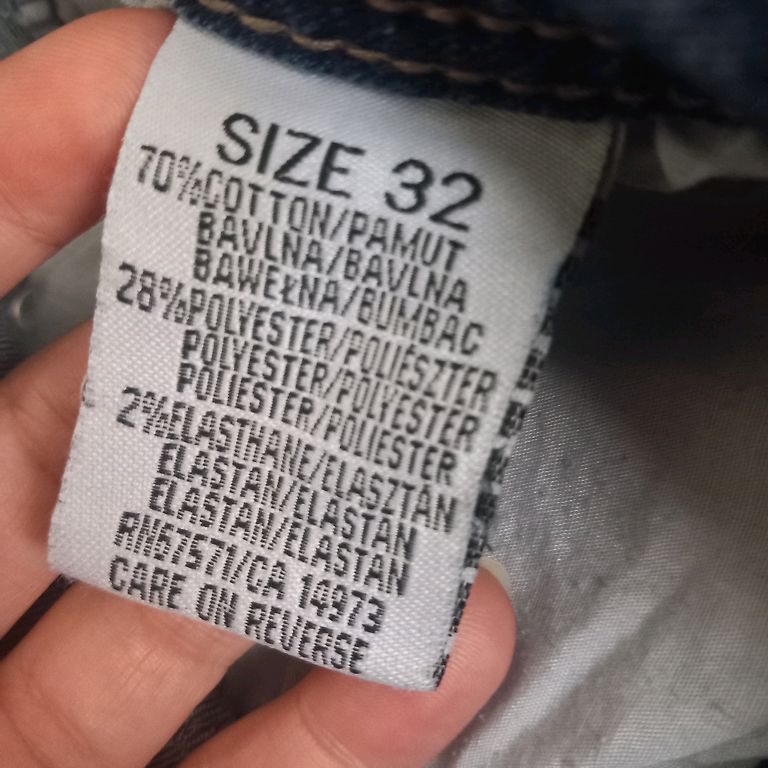 SIZE 32
70%COTTON/PAMUT
BAVLNA/BAVLNA
BAWEŁNA/BUMBAC
28%POLYESTER/POLIÉSZTER
POLYESTER/POLYESTER
POLIESTER/POLIESTER
2%ELASTHANE/ELASZTÁN
ELASTAN/ELASTAN
ELASTAN/ELASTAN
RN67571/CA 14973
CARE ON REVERSE